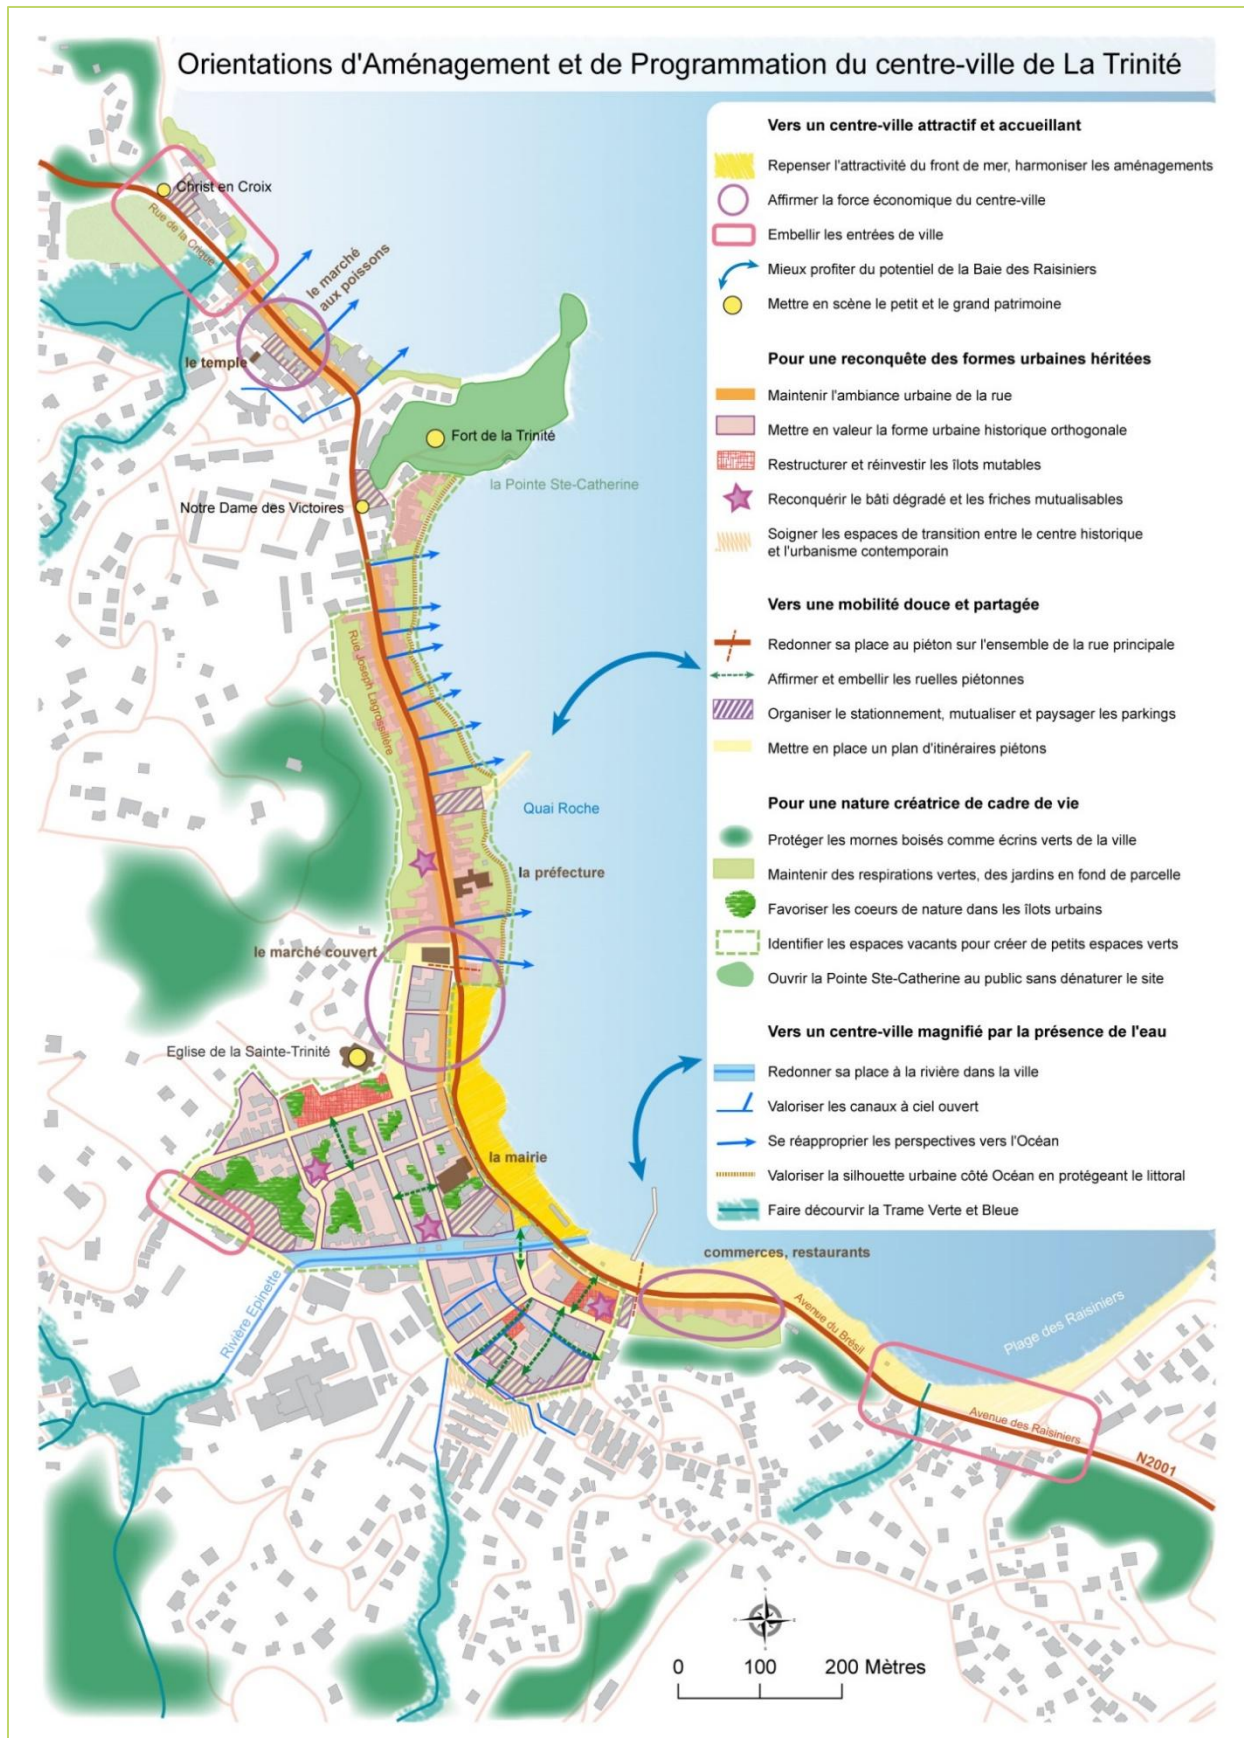 Orientations d'Aménagement et de Programmation du centre-ville de La Trinité
Vers un centre-ville attractif et accueillant
Repenser l'attractivité du front de mer, harmoniser les aménagements
Affirmer la force économique du centre-ville
Embellir les entrées de ville
Mieux profiter du potentiel de la Baie des Raisiniers
Mettre en scène le petit et le grand patrimoine
Pour une reconquête des formes urbaines héritées
Maintenir l'ambiance urbaine de la rue
Mettre en valeur la forme urbaine historique orthogonale
Restructurer et réinvestir les îlots mutables
Reconquérir le bâti dégradé et les friches mutualisables
Soigner les espaces de transition entre le centre historique
et l'urbanisme contemporain
Vers une mobilité douce et partagée
Redonner sa place au piéton sur l'ensemble de la rue principale
Affirmer et embellir les ruelles piétonnes
Organiser le stationnement, mutualiser et paysager les parkings
Mettre en place un plan d'itinéraires piétons
Pour une nature créatrice de cadre de vie
Protéger les mornes boisés comme écrins verts de la ville
Maintenir des respirations vertes, des jardins en fond de parcelle
Favoriser les coeurs de nature dans les îlots urbains
Identifier les espaces vacants pour créer de petits espaces verts
Ouvrir la Pointe Ste-Catherine au public sans dénaturer le site
Vers un centre-ville magnifié par la présence de l'eau
Redonner sa place à la rivière dans la ville
Valoriser les canaux à ciel ouvert
Se réapproprier les perspectives vers l'Océan
Valoriser la silhouette urbaine côté Océan en protégeant le littoral
Faire découvrir la Trame Verte et Bleue
Christ en Croix
Rue de la Crique
le marché
aux poissons
le temple
Fort de la Trinité
la Pointe Ste-Catherine
Notre Dame des Victoires
Rue Joseph Lagrossillère
Quai Roche
la préfecture
le marché couvert
Eglise de la Sainte-Trinité
la mairie
commerces, restaurants
Rivière Epinette
Avenue du Brésil
Plage des Raisiniers
Avenue des Raisiniers
N2001
0 100 200 Mètres